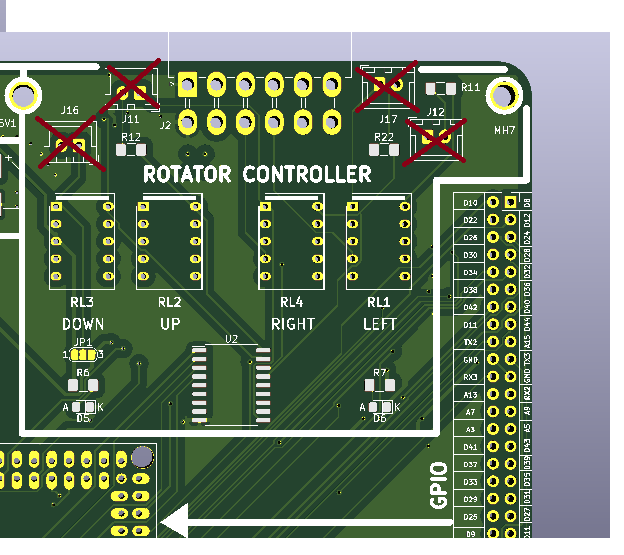 J16
J11
J2
J17
J12
R11
5V1
+
R12
R22
MH7
ROTATOR CONTROLLER
RL3
RL2
RL4
RL1
DOWN
UP
RIGHT
LEFT
JP1
1
3
U2
R6
R7
A
K
D5
A
K
D6
GPIO
D10
D8
D22
D12
D26
D24
D30
D28
D34
D32
D38
D36
D42
D40
D11
D44
TX2
A15
GND
TX3
RX3
GND
A13
RX2
A7
A9
A3
A5
D41
D43
D37
D39
D33
D35
D29
D31
D25
D27
D9